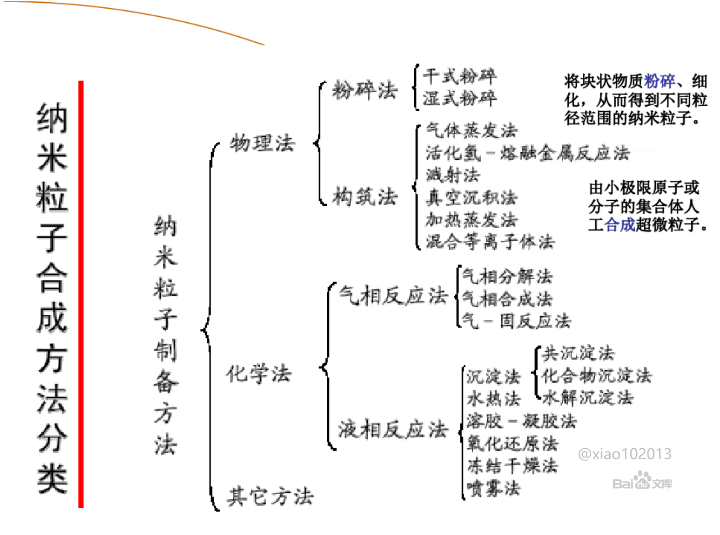 纳米粒子合成方法分类
纳米粒子制备方法
物理法
粉碎法
干式粉碎
湿式粉碎
将块状物质粉碎、细
化，从而得到不同粒
径范围的纳米粒子。
构筑法
气体蒸发法
活化氢－熔融金属反应法
溅射法
真空沉积法
加热蒸发法
混合等离子体法
由小极限原子或
分子的集合体人
工合成超微粒子。
化学法
气相反应法
气相分解法
气相合成法
气－固反应法
液相反应法
沉淀法
共沉淀法
化合物沉淀法
水解沉淀法
水热法
溶胶－凝胶法
氧化还原法
冻结干燥法
喷雾法
其它方法
@xiao102013
Bai 文库